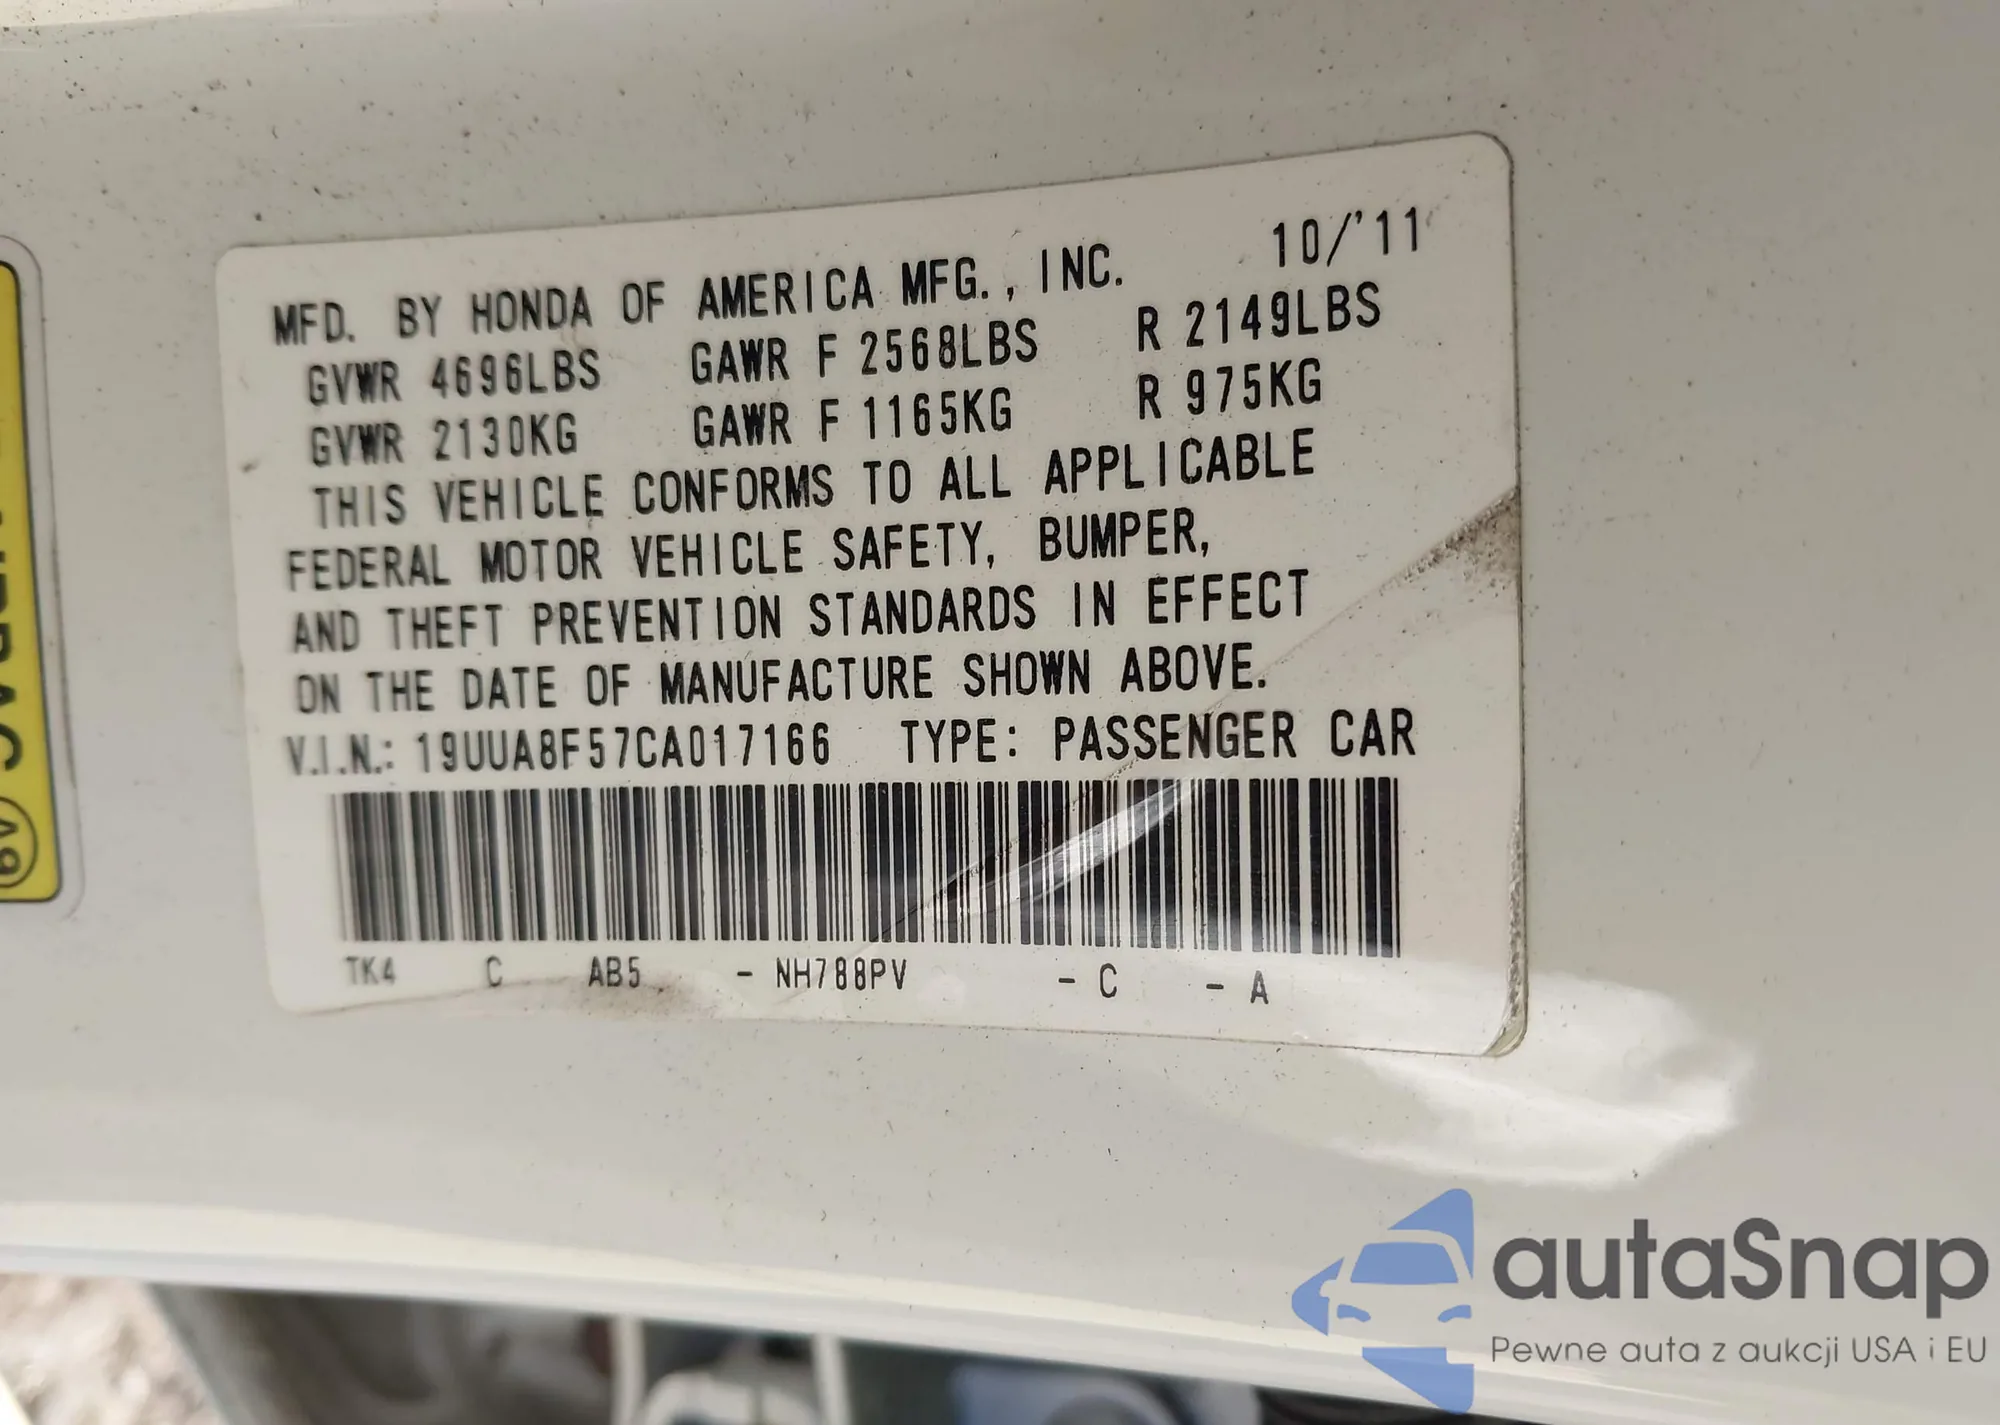 MFD. BY HONDA OF AMERICA MFG., INC. 10/'11
GVWR 4696LBS GAWR F 2568LBS R 2149LBS
GVWR 2130KG GAWR F 1165KG R 975KG
THIS VEHICLE CONFORMS TO ALL APPLICABLE
FEDERAL MOTOR VEHICLE SAFETY, BUMPER,
AND THEFT PREVENTION STANDARDS IN EFFECT
ON THE DATE OF MANUFACTURE SHOWN ABOVE.
V.I.N.: 19UUA8F57CA017166 TYPE: PASSENGER CAR
TK4 C AB5 - NH788PV - C - A
autaSnap
Pewne auta z aukcji USA i EU